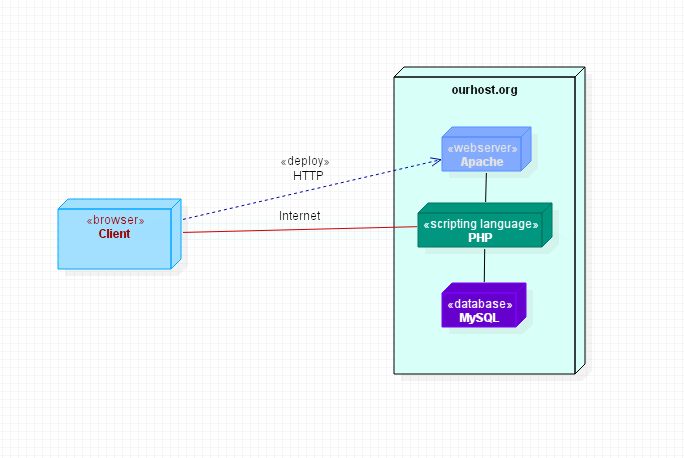 ourhost.org
«webserver»
Apache
«deploy»
HTTP
Internet
«browser»
Client
«scripting language»
PHP
«database»
MySQL